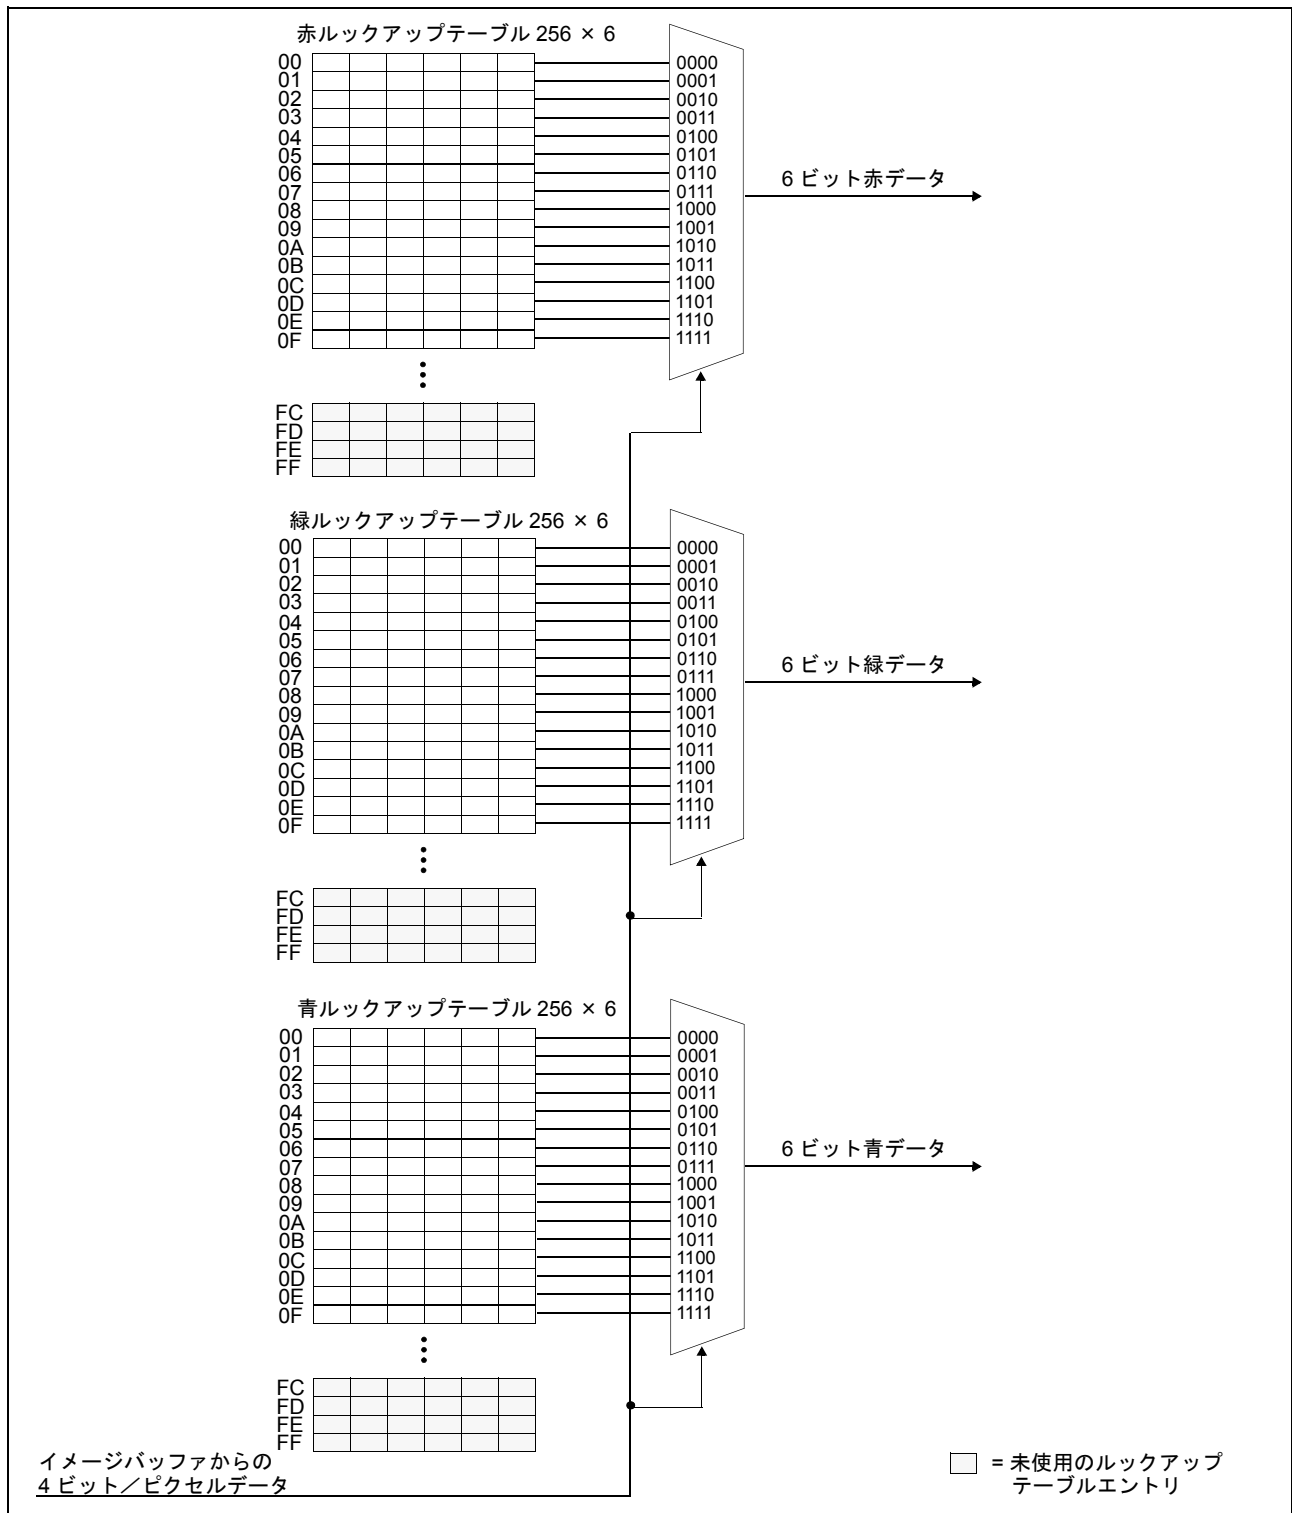 赤ルックアップテーブル 256 × 6
00 0000
01 0001
02 0010
03 0011
04 0100
05 0101
06 0110
07 0111
08 1000
09 1001
0A 1010
0B 1011
0C 1100
0D 1101
0E 1110
0F 1111
6 ビット赤データ
FC
FD
FE
FF
緑ルックアップテーブル 256 × 6
00 0000
01 0001
02 0010
03 0011
04 0100
05 0101
06 0110
07 0111
08 1000
09 1001
0A 1010
0B 1011
0C 1100
0D 1101
0E 1110
0F 1111
6 ビット緑データ
FC
FD
FE
FF
青ルックアップテーブル 256 × 6
00 0000
01 0001
02 0010
03 0011
04 0100
05 0101
06 0110
07 0111
08 1000
09 1001
0A 1010
0B 1011
0C 1100
0D 1101
0E 1110
0F 1111
6 ビット青データ
FC
FD
FE
FF
イメージバッファからの
4 ビット／ピクセルデータ
= 未使用のルックアップ
テーブルエントリ